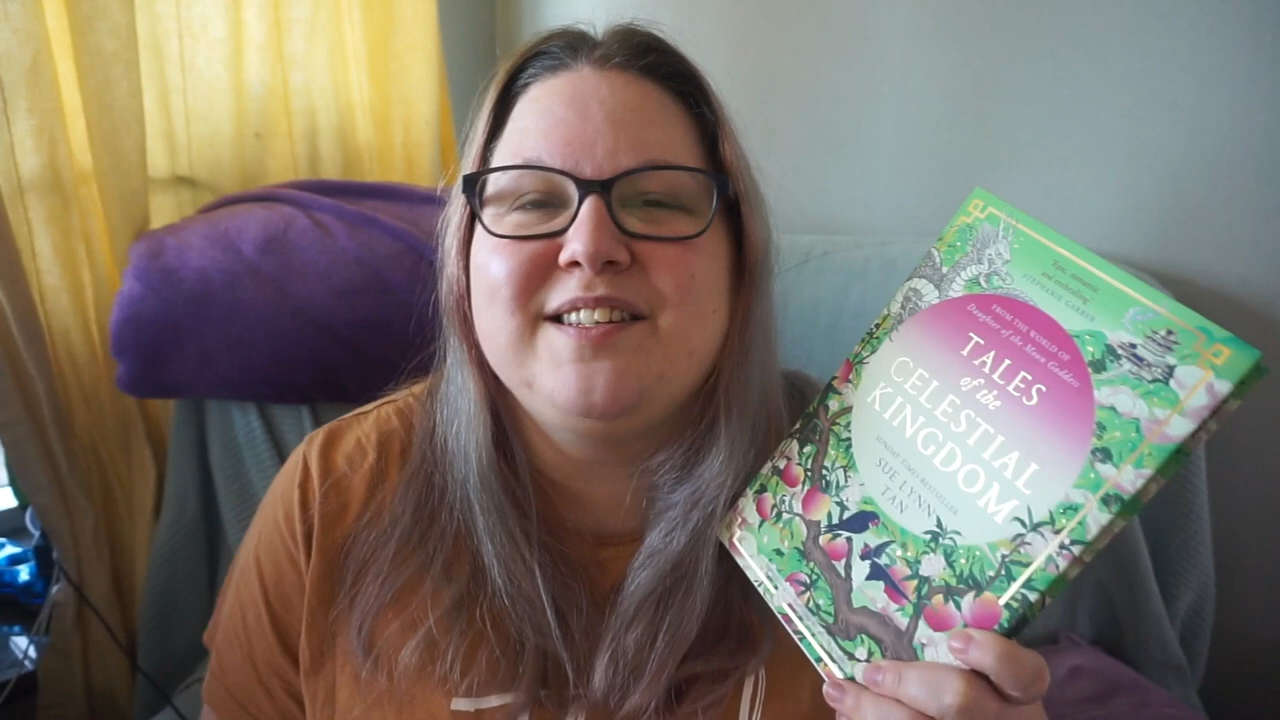 "Epic, romantic,
and enthralling."
STEPHANIE GARBER
FROM THE WORLD OF
Daughter of the Moon Goddess
TALES
of the
CELESTIAL
KINGDOM
SUNDAY TIMES BESTSELLER
SUE LYNN
TAN